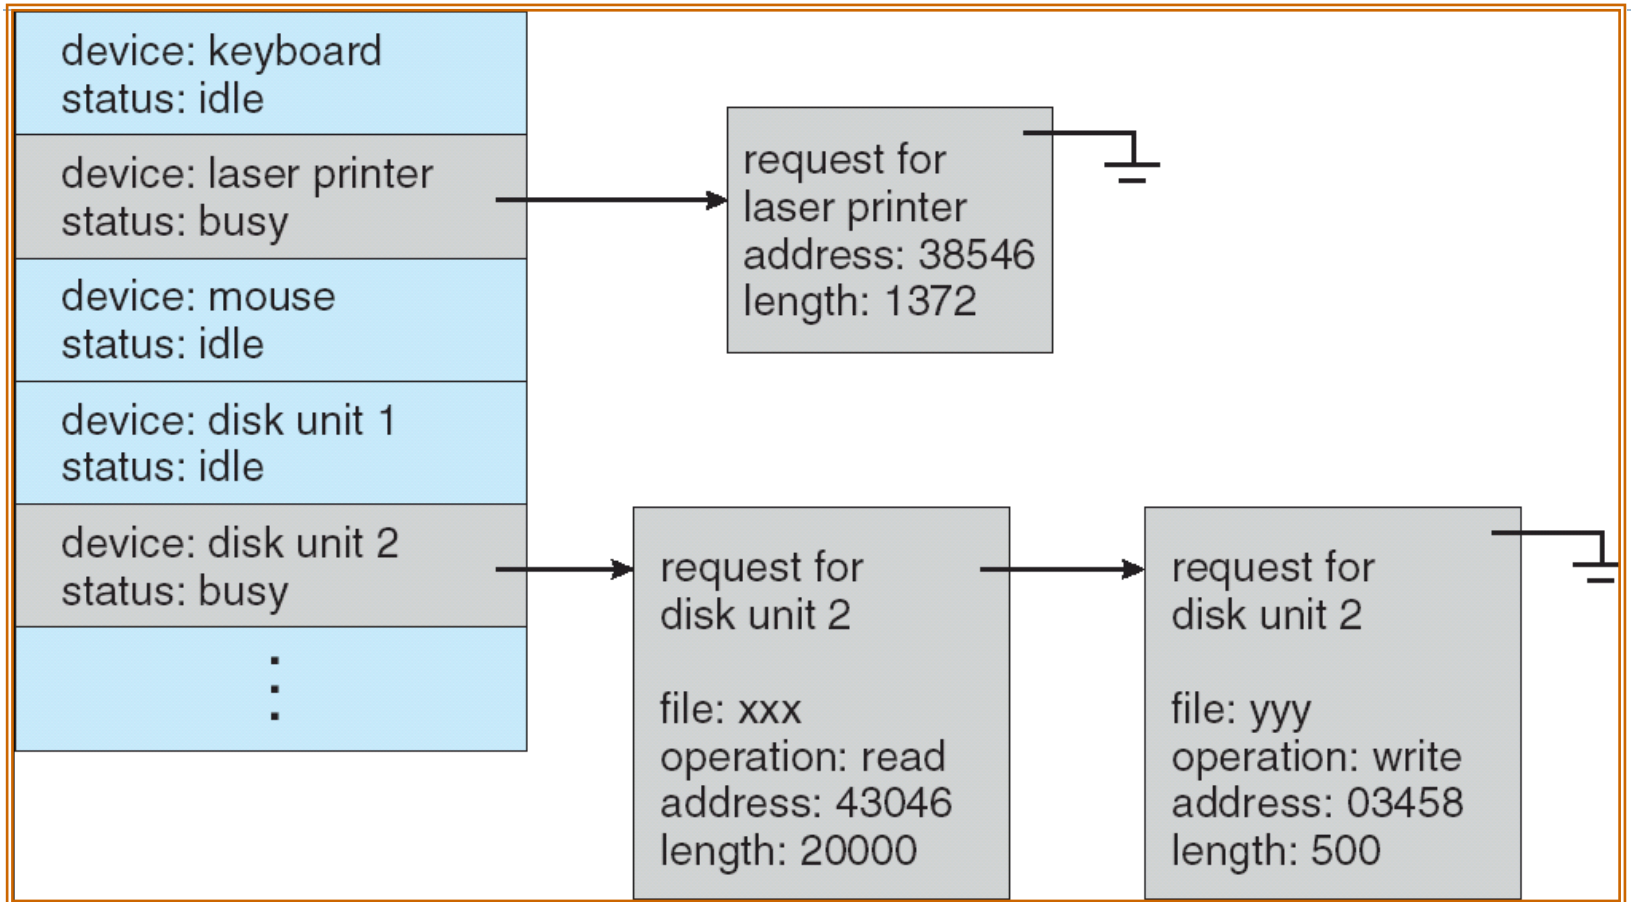 device: keyboard
status: idle
device: laser printer
status: busy
device: mouse
status: idle
device: disk unit 1
status: idle
device: disk unit 2
status: busy
request for
laser printer
address: 38546
length: 1372
request for
disk unit 2
file: xxx
operation: read
address: 43046
length: 20000
request for
disk unit 2
file: yyy
operation: write
address: 03458
length: 500